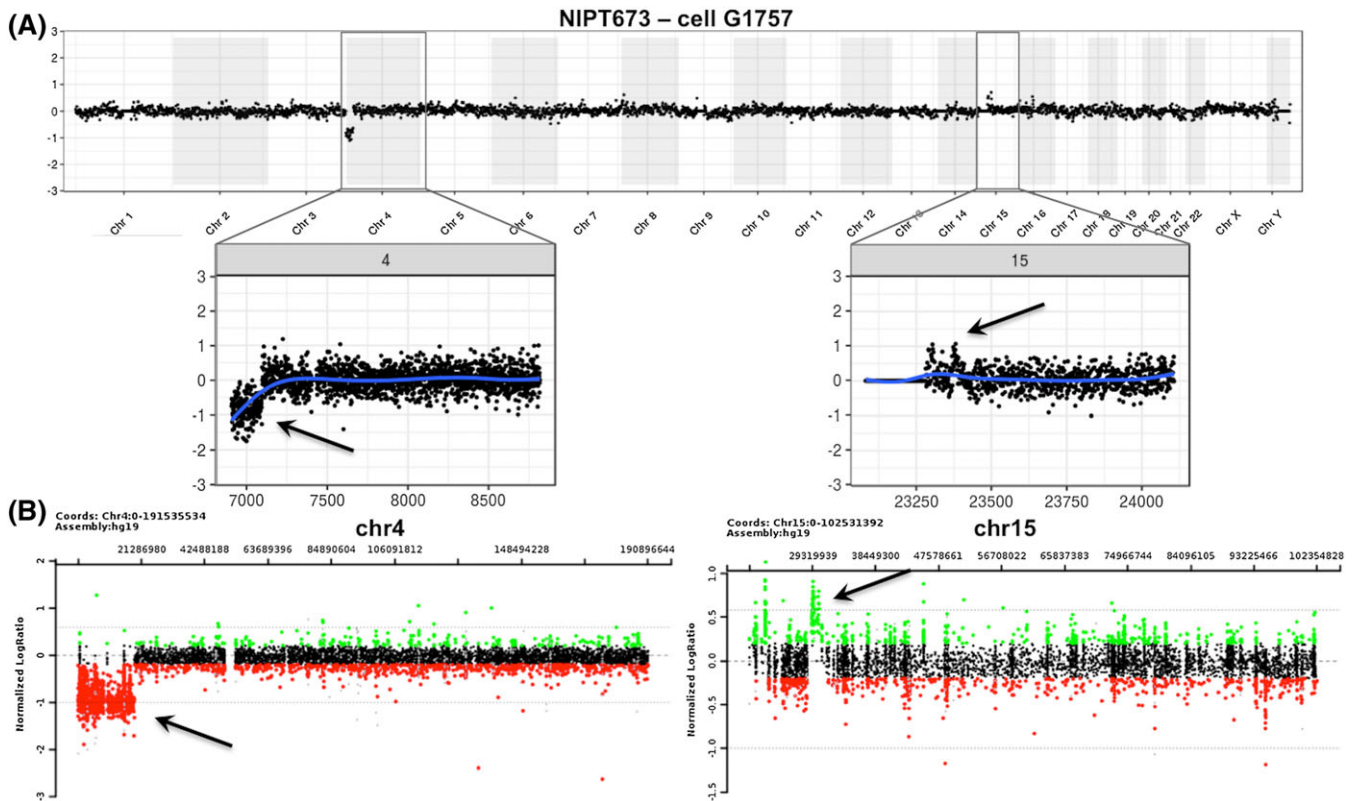 (A)
NIPT673 – cell G1757
3
2
1
0
-1
-2
-3
Chr 1
Chr 2
Chr 3
Chr 4
Chr 5
Chr 6
Chr 7
Chr 8
Chr 9
Chr 10
Chr 11
Chr 12
Chr 13
Chr 14
Chr 15
Chr 16
Chr 17
Chr 18
Chr 19
Chr 20
Chr 21
Chr 22
Chr X
Chr Y
4
3
2
1
0
-1
-2
-3
7000 7500 8000 8500
15
3
2
1
0
-1
-2
-3
23250 23500 23750 24000
(B)
Coords: Chr4:0-191535534
Assembly:hg19
chr4
21286980 42488188 63689396 84890604 106091812 148494228 190896644
Normalized LogRatio
2
1
0
-1
-2
-3
Coords: Chr15:0-102531392
Assembly:hg19
chr15
29319939 38449300 47578661 56708022 65837383 74966744 84096105 93225466 102354828
Normalized LogRatio
1.0
0.5
0.0
-0.5
-1.0
-1.5